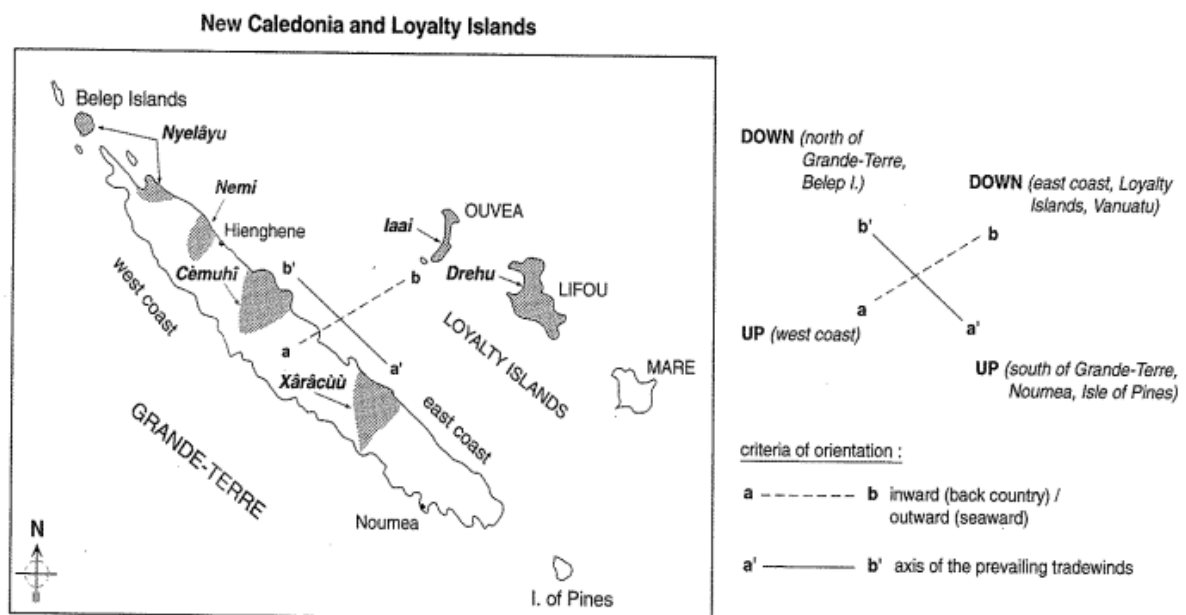 New Caledonia and Loyalty Islands
Belep Islands
Nyelâyu
Nemi
Hienghene
OUVEA
Iaai
Cèmuhî
b'
b
Drehu
LIFOU
west coast
a
a'
LOYALTY ISLANDS
MARE
Xârâcùù
east coast
GRANDE-TERRE
Noumea
N
I. of Pines
DOWN (north of
Grande-Terre,
Belep I.)
DOWN (east coast, Loyalty
Islands, Vanuatu)
b'
b
a
a'
UP (west coast)
UP (south of Grande-Terre,
Noumea, Isle of Pines)
criteria of orientation :
a b inward (back country) /
outward (seaward)
a' b' axis of the prevailing tradewinds